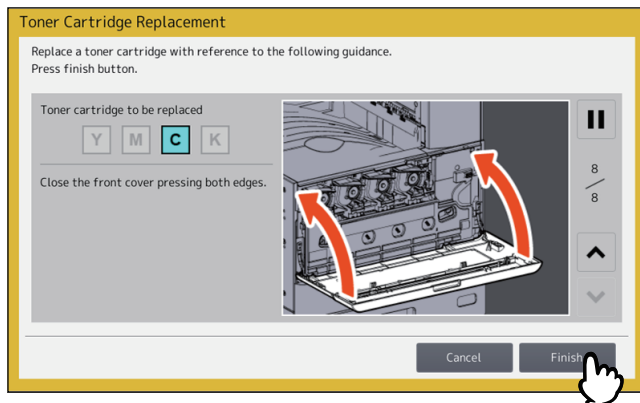 Toner Cartridge Replacement
Replace a toner cartridge with reference to the following guidance.
Press finish button.
Toner cartridge to be replaced
Y M C K
Close the front cover pressing both edges.
8
8
Cancel Finish